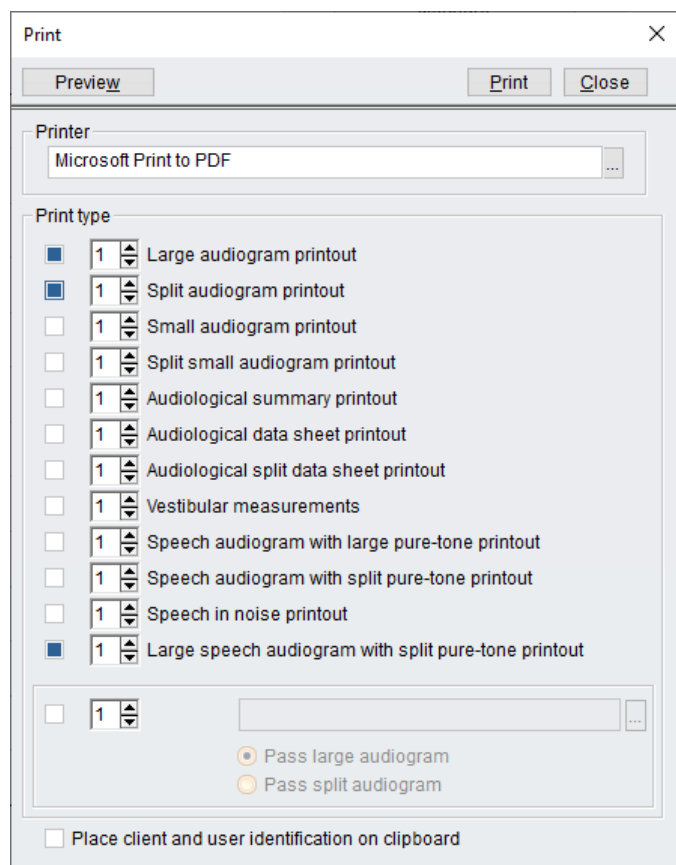 Print
Preview Print Close
Printer
Microsoft Print to PDF ...
Print type
1 Large audiogram printout
1 Split audiogram printout
1 Small audiogram printout
1 Split small audiogram printout
1 Audiological summary printout
1 Audiological data sheet printout
1 Audiological split data sheet printout
1 Vestibular measurements
1 Speech audiogram with large pure-tone printout
1 Speech audiogram with split pure-tone printout
1 Speech in noise printout
1 Large speech audiogram with split pure-tone printout
1 ...
Pass large audiogram
Pass split audiogram
Place client and user identification on clipboard